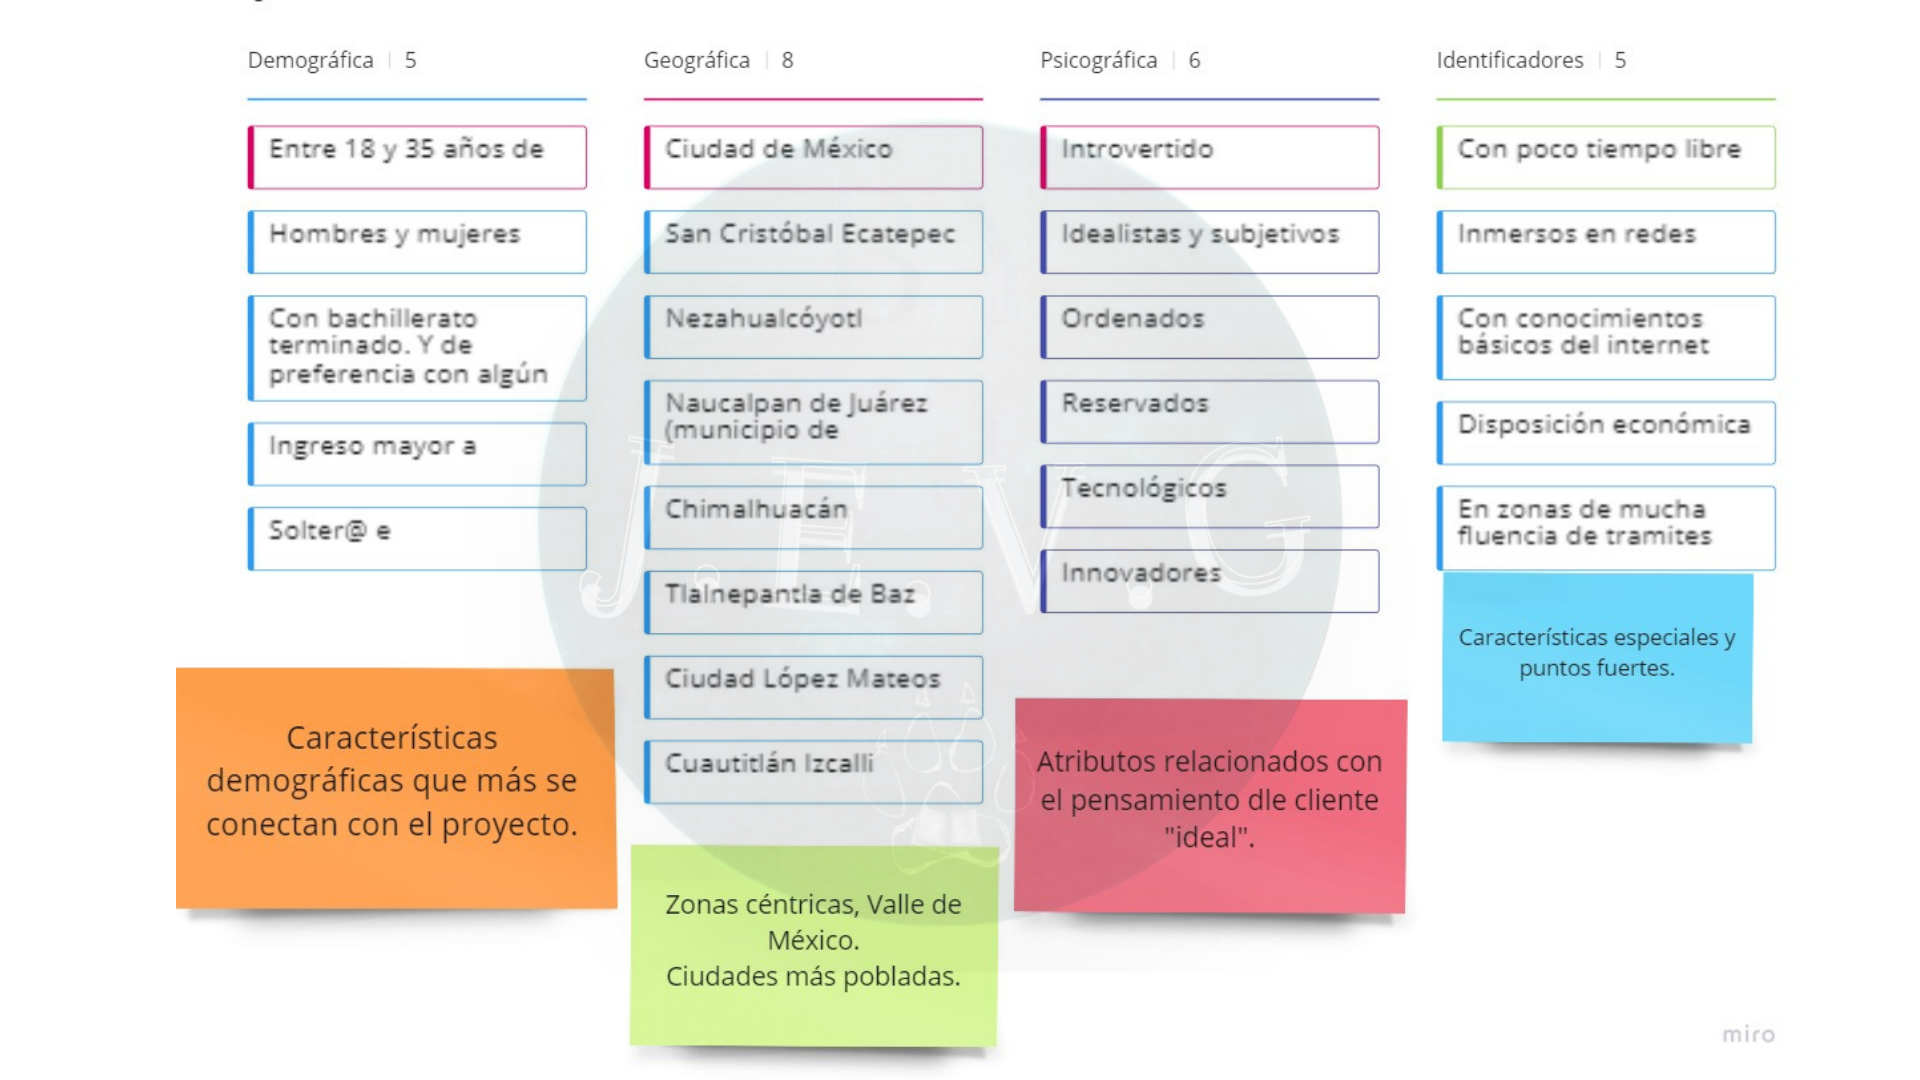 Demográfica | 5
Entre 18 y 35 años de
Hombres y mujeres
Con bachillerato
terminado. Y de
preferencia con algún
Ingreso mayor a
Solter@ e
Características
demográficas que más se
conectan con el proyecto.
Geográfica | 8
Ciudad de México
San Cristóbal Ecatepec
Nezahualcóyotl
Naucalpan de Juárez
(municipio de
Chimalhuacán
Tlalnepantla de Baz
Ciudad López Mateos
Cuautitlán Izcalli
Zonas céntricas, Valle de
México.
Ciudades más pobladas.
Psicográfica | 6
Introvertido
Idealistas y subjetivos
Ordenados
Reservados
Tecnológicos
Innovadores
Atributos relacionados con
el pensamiento dle cliente
"ideal".
Identificadores | 5
Con poco tiempo libre
Inmersos en redes
Con conocimientos
básicos del internet
Disposición económica
En zonas de mucha
fluencia de tramites
Características especiales y
puntos fuertes.
J.E.V.G
miro